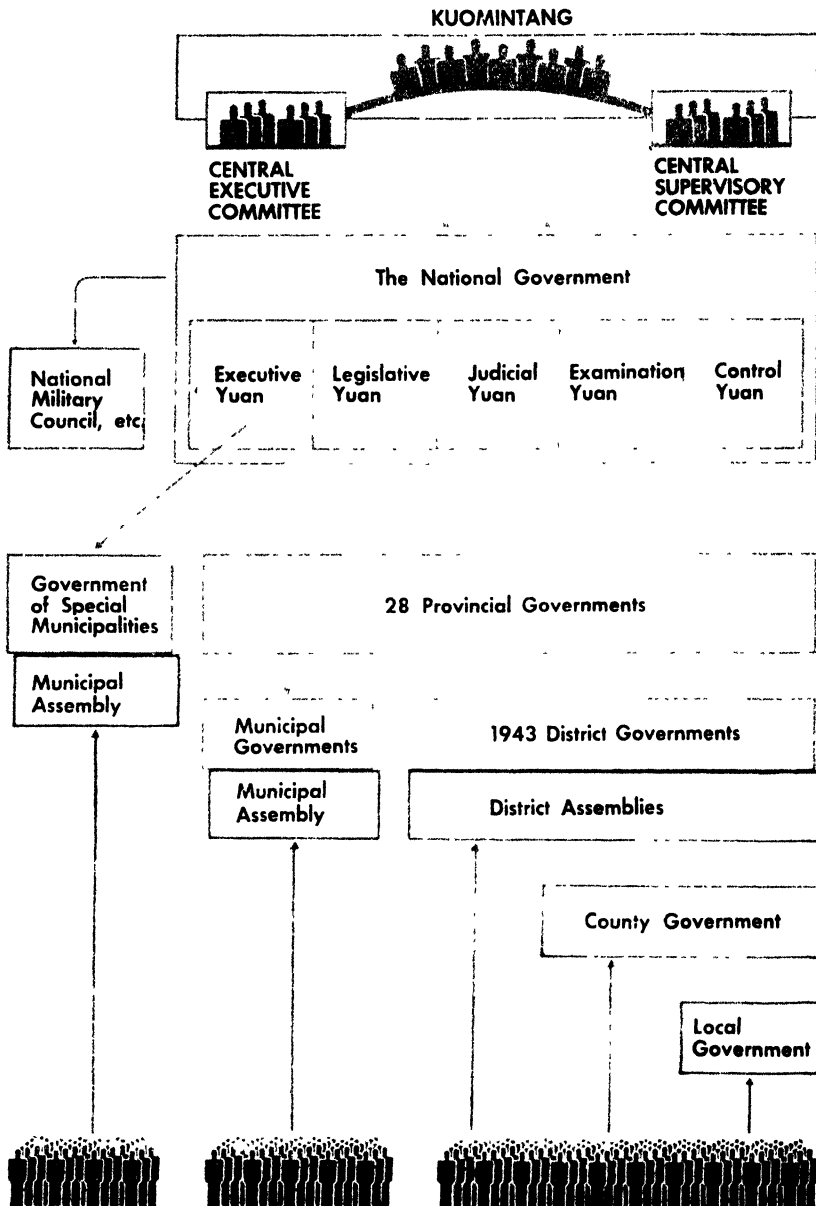 KUOMINTANG
CENTRAL
EXECUTIVE
COMMITTEE
CENTRAL
SUPERVISORY
COMMITTEE
The National Government
National
Military
Council, etc.
Executive
Yuan
Legislative
Yuan
Judicial
Yuan
Examination
Yuan
Control
Yuan
Government
of Special
Municipalities
28 Provincial Governments
Municipal
Assembly
Municipal
Governments
1943 District Governments
Municipal
Assembly
District Assemblies
County Government
Local
Government